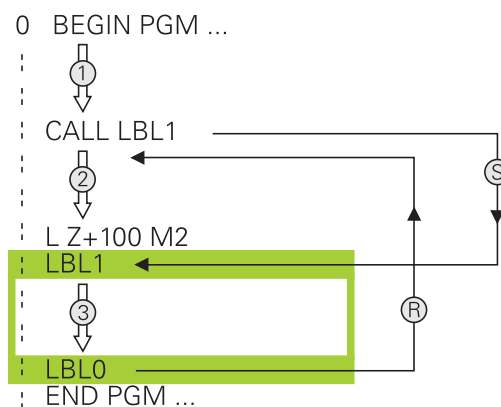 0 BEGIN PGM ...
1
CALL LBL1
S
2
L Z+100 M2
LBL1
3
R
LBL0
END PGM ...